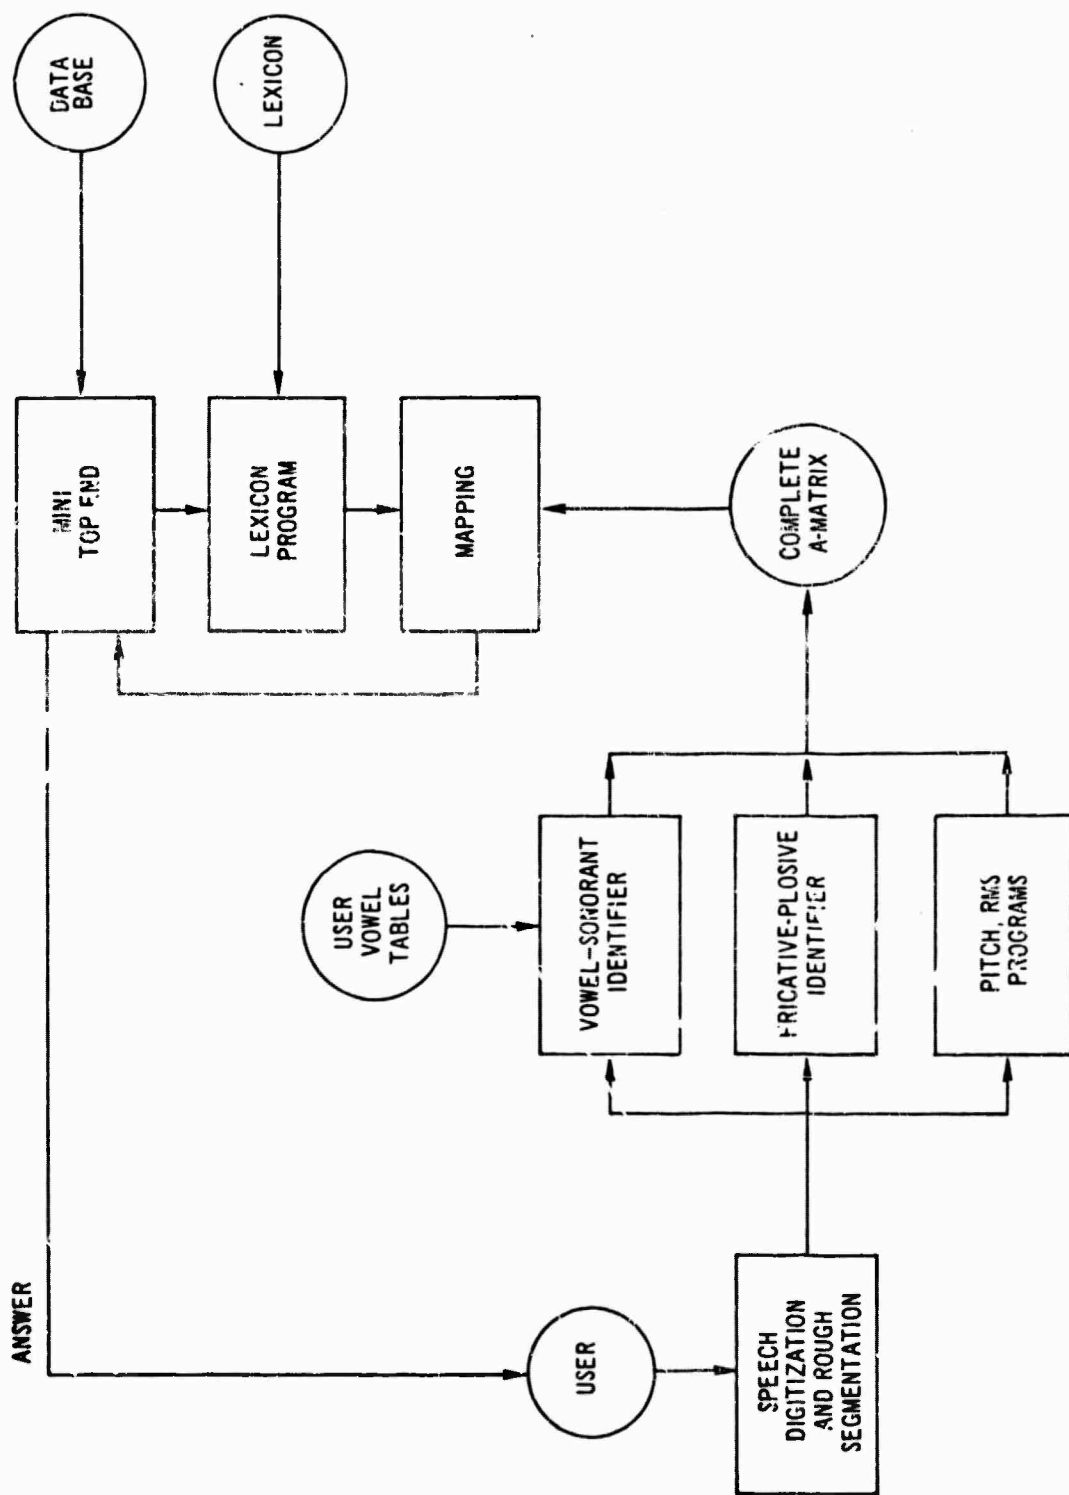 ANSWER
USER
SPEECH
DIGITIZATION
AND ROUGH
SEGMENTATION
USER
VOWEL
TABLES
VOWEL-SONORANT
IDENTIFIER
FRICATIVE-PLOSIVE
IDENTIFIER
PITCH, RMS
PROGRAMS
COMPLETE
A-MATRIX
MINI
TOP END
LEXICON
PROGRAM
MAPPING
DATA
BASE
LEXICON